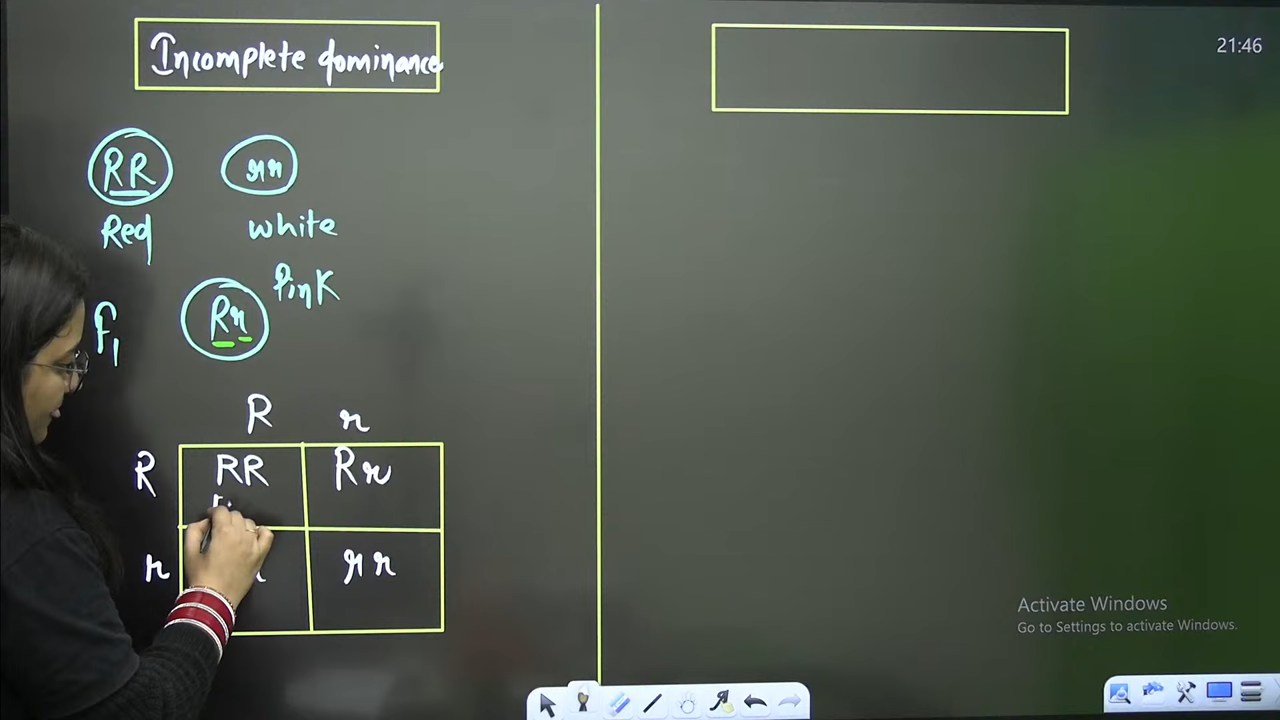 Incomplete dominance
21:46
RR rr
Red white
Pink
F1 Rr
R r
R RR Rr
r rr
Activate Windows
Go to Settings to activate Windows.